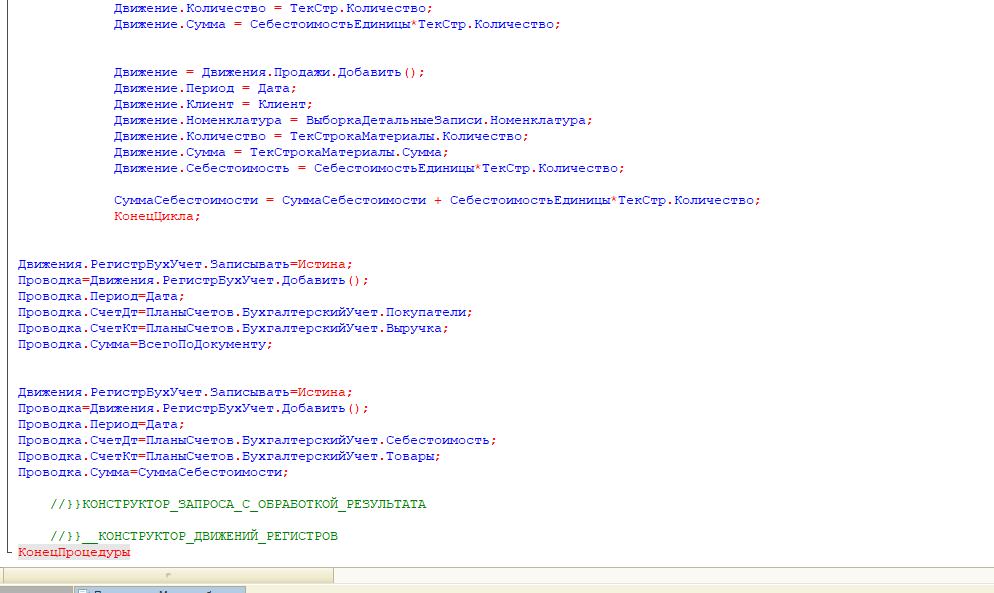 Движение.Количество = ТекСтр.Количество;
Движение.Сумма = СебестоимостьЕдиницы*ТекСтр.Количество;
Движение = Движения.Продажи.Добавить();
Движение.Период = Дата;
Движение.Клиент = Клиент;
Движение.Номенклатура = ВыборкаДетальныеЗаписи.Номенклатура;
Движение.Количество = ТекСтрокаМатериалы.Количество;
Движение.Сумма = ТекСтрокаМатериалы.Сумма;
Движение.Себестоимость = СебестоимостьЕдиницы*ТекСтр.Количество;
СуммаСебестоимости = СуммаСебестоимости + СебестоимостьЕдиницы*ТекСтр.Количество;
КонецЦикла;
Движения.РегистрБухУчет.Записывать=Истина;
Проводка=Движения.РегистрБухУчет.Добавить();
Проводка.Период=Дата;
Проводка.СчетДт=ПланыСчетов.БухгалтерскийУчет.Покупатели;
Проводка.СчетКт=ПланыСчетов.БухгалтерскийУчет.Выручка;
Проводка.Сумма=ВсегоПоДокументу;
Движения.РегистрБухУчет.Записывать=Истина;
Проводка=Движения.РегистрБухУчет.Добавить();
Проводка.Период=Дата;
Проводка.СчетДт=ПланыСчетов.БухгалтерскийУчет.Себестоимость;
Проводка.СчетКт=ПланыСчетов.БухгалтерскийУчет.Товары;
Проводка.Сумма=СуммаСебестоимости;
//}}КОНСТРУКТОР_ЗАПРОСА_С_ОБРАБОТКОЙ_РЕЗУЛЬТАТА
//}}__КОНСТРУКТОР_ДВИЖЕНИЙ_РЕГИСТРОВ
КонецПроцедуры